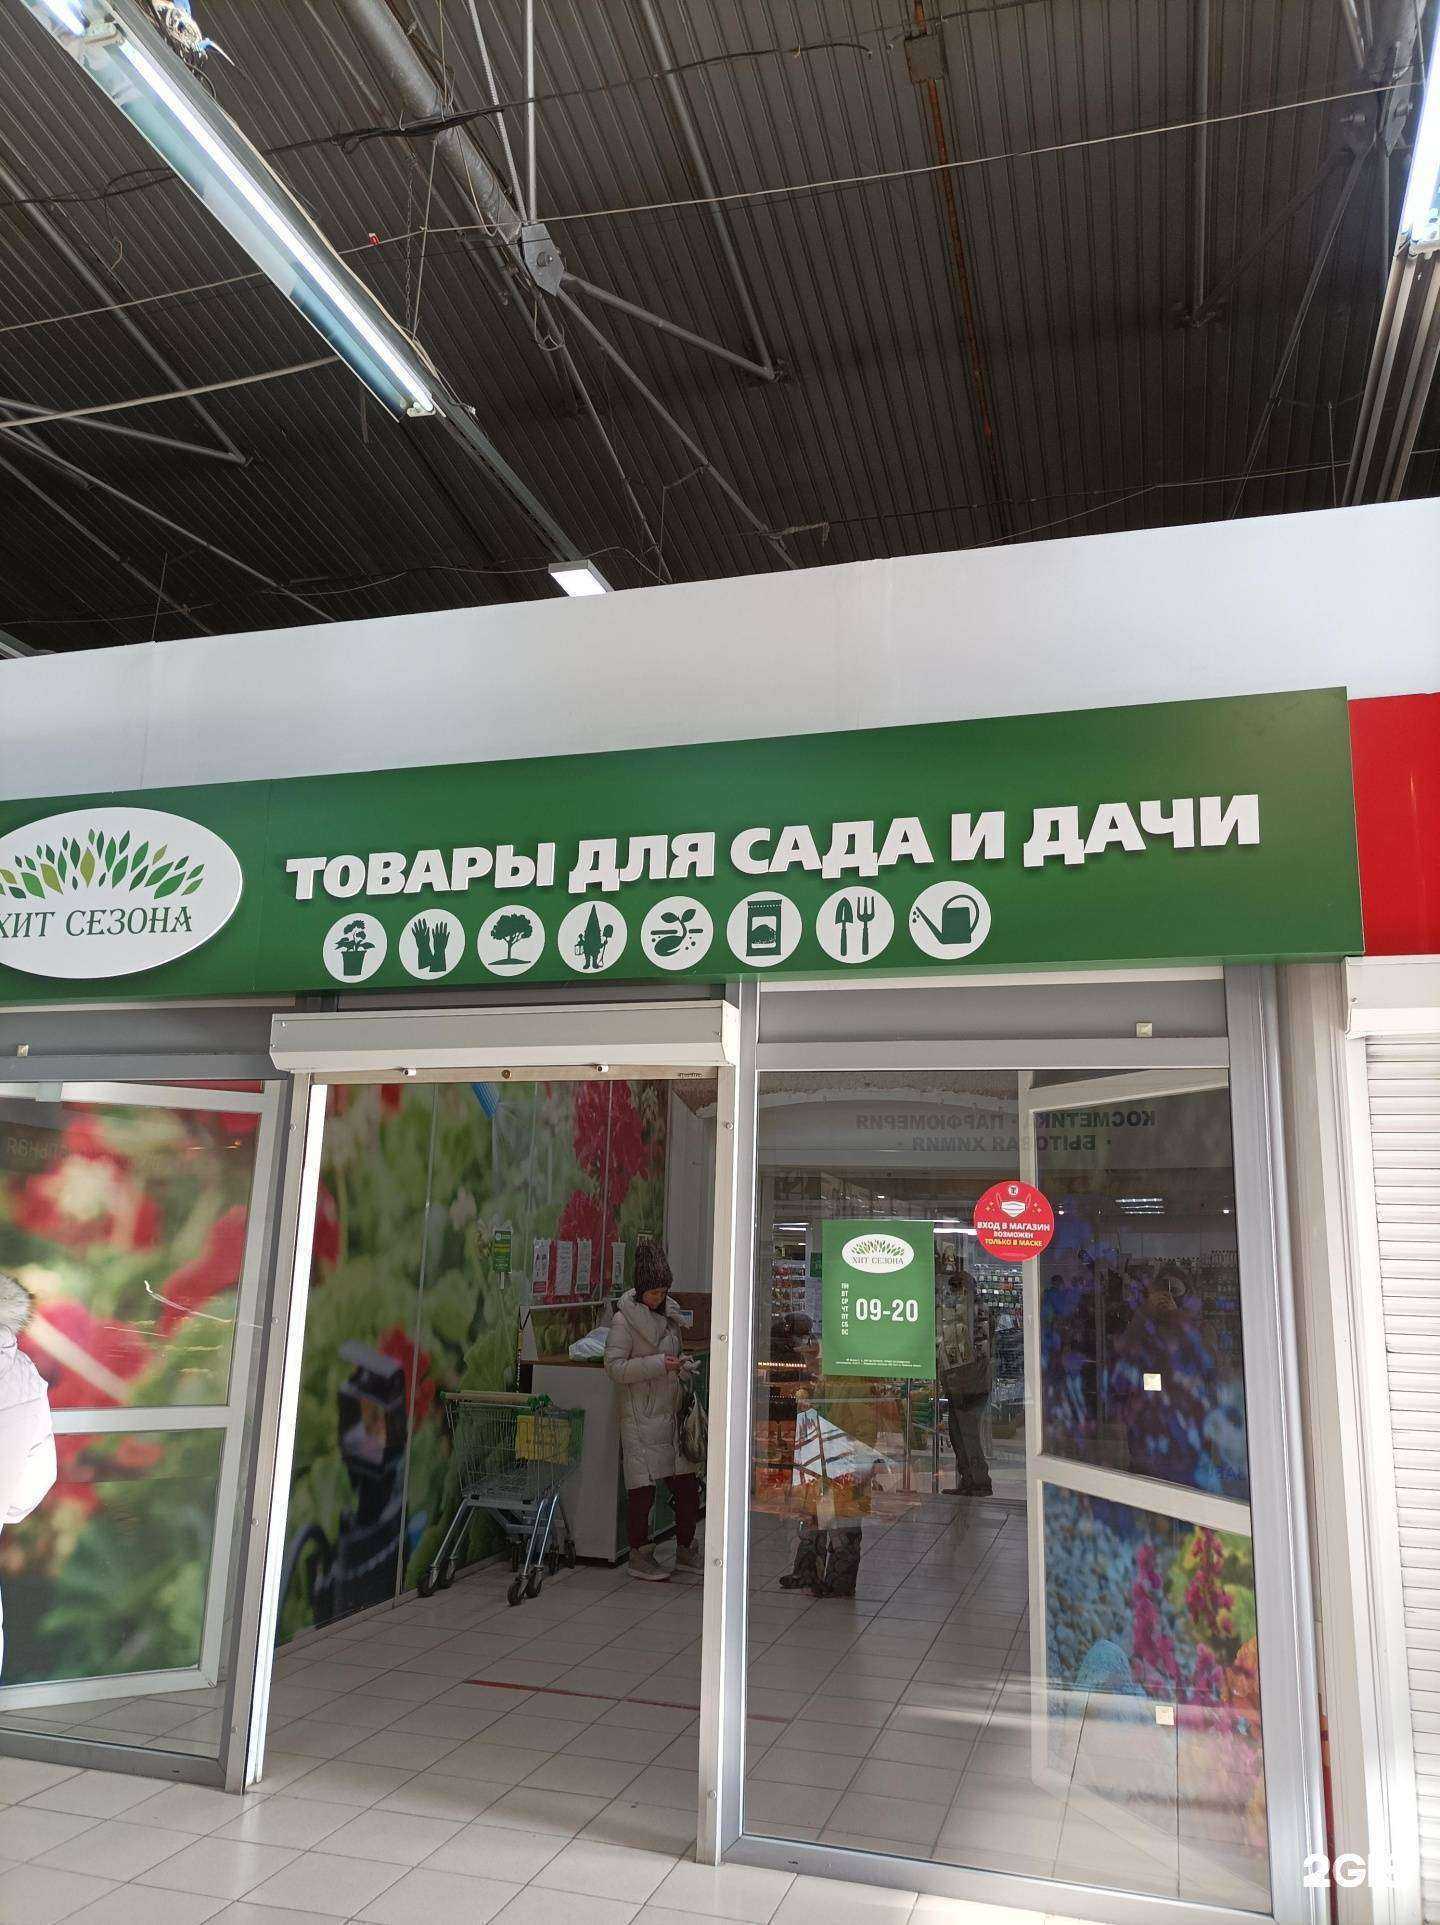 ТОВАРЫ ДЛЯ САДА И ДАЧИ
ХИТ СЕЗОНА
КОСМЕТИКА · ПАРФЮМЕРИЯ
· БЫТОВАЯ ХИМИЯ ·
ВХОД В МАГАЗИН
ВОЗМОЖЕН
ТОЛЬКО В МАСКЕ
ХИТ СЕЗОНА
ПН
ВТ
СР
ЧТ
ПТ
СБ
ВС
09-20
2GIS